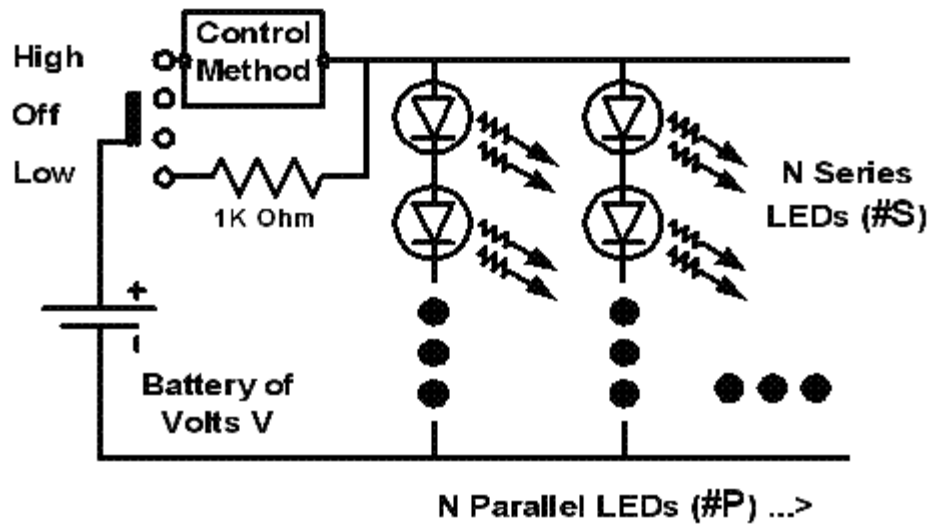 High
Off
Low
Control
Method
1K Ohm
+
-
Battery of
Volts V
N Series
LEDs (#S)
N Parallel LEDs (#P) ...>